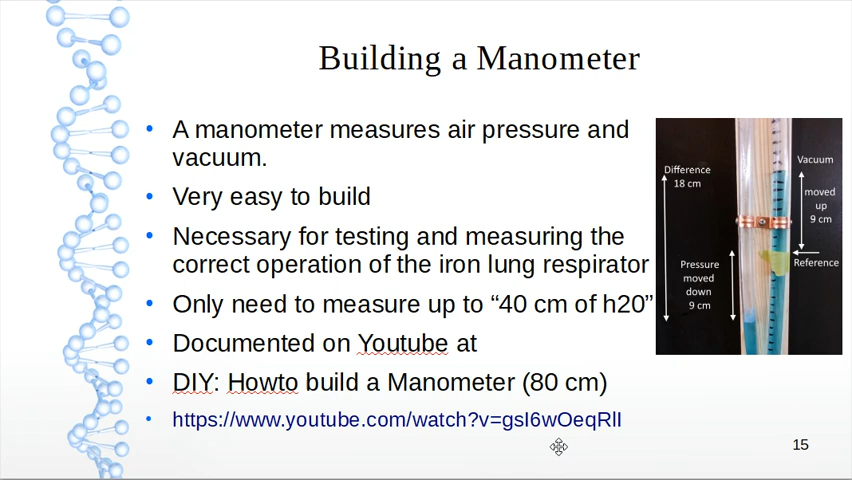 Building a Manometer
A manometer measures air pressure and
vacuum.
Very easy to build
Necessary for testing and measuring the
correct operation of the iron lung respirator
Only need to measure up to “40 cm of h20”
Documented on Youtube at
DIY: Howto build a Manometer (80 cm)
https://www.youtube.com/watch?v=gsI6wOeqRlI
Difference
18 cm
Vacuum
moved
up
9 cm
Reference
Pressure
moved
down
9 cm
15